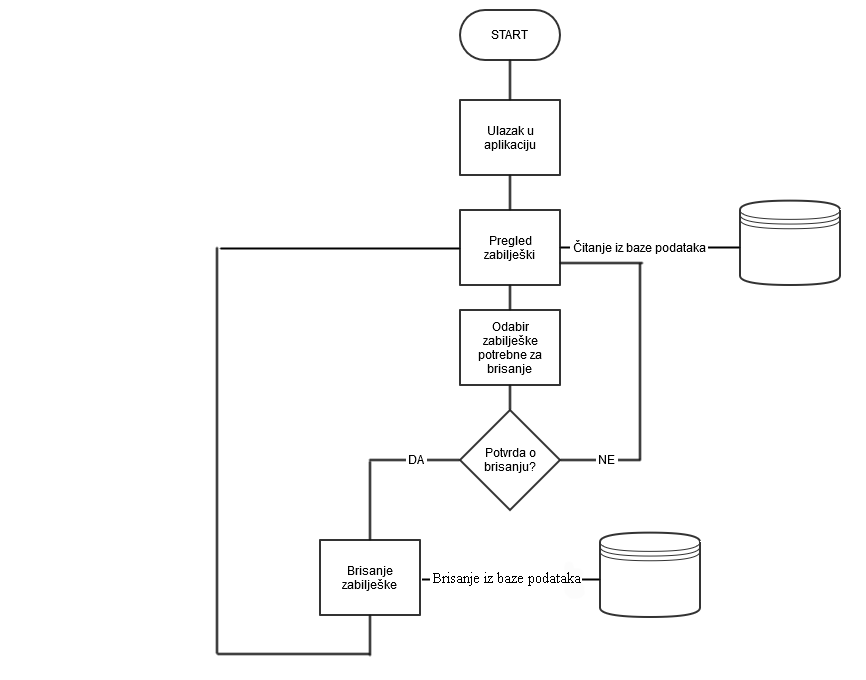 START
Ulazak u
aplikaciju
Pregled
zabilješki
Čitanje iz baze podataka
Odabir
zabilješke
potrebne za
brisanje
Potvrda o
brisanju?
DA
NE
Brisanje
zabilješke
Brisanje iz baze podataka